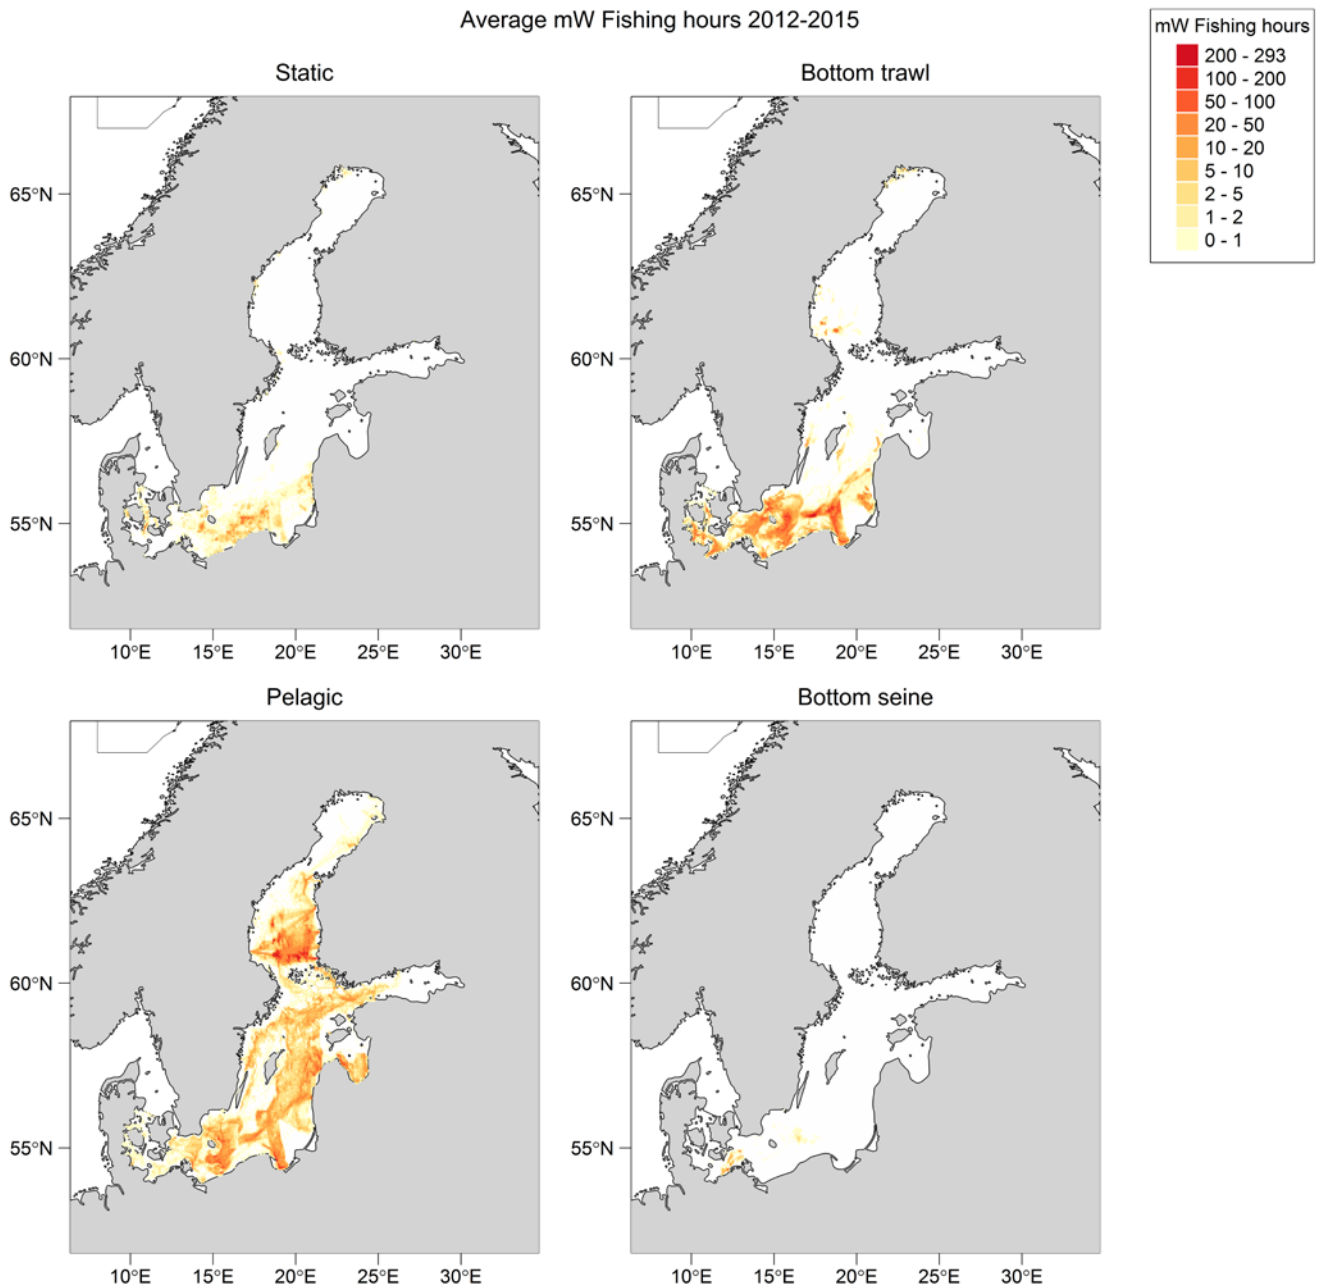 Average mW Fishing hours 2012-2015
mW Fishing hours
200 - 293
100 - 200
50 - 100
20 - 50
10 - 20
5 - 10
2 - 5
1 - 2
0 - 1
Static
65°N
60°N
55°N
10°E 15°E 20°E 25°E 30°E
Bottom trawl
65°N
60°N
55°N
10°E 15°E 20°E 25°E 30°E
Pelagic
65°N
60°N
55°N
10°E 15°E 20°E 25°E 30°E
Bottom seine
65°N
60°N
55°N
10°E 15°E 20°E 25°E 30°E